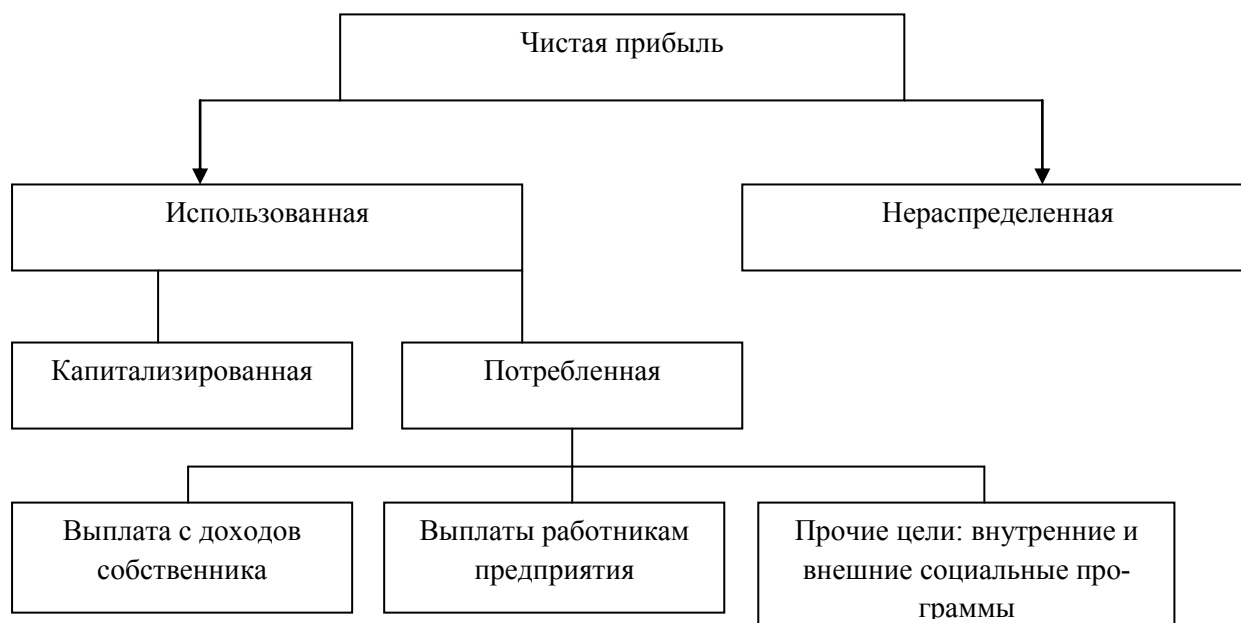 Чистая прибыль
Использованная
Нераспределенная
Капитализированная
Потребленная
Выплата с доходов
собственника
Выплаты работникам
предприятия
Прочие цели: внутренние и
внешние социальные про-
граммы